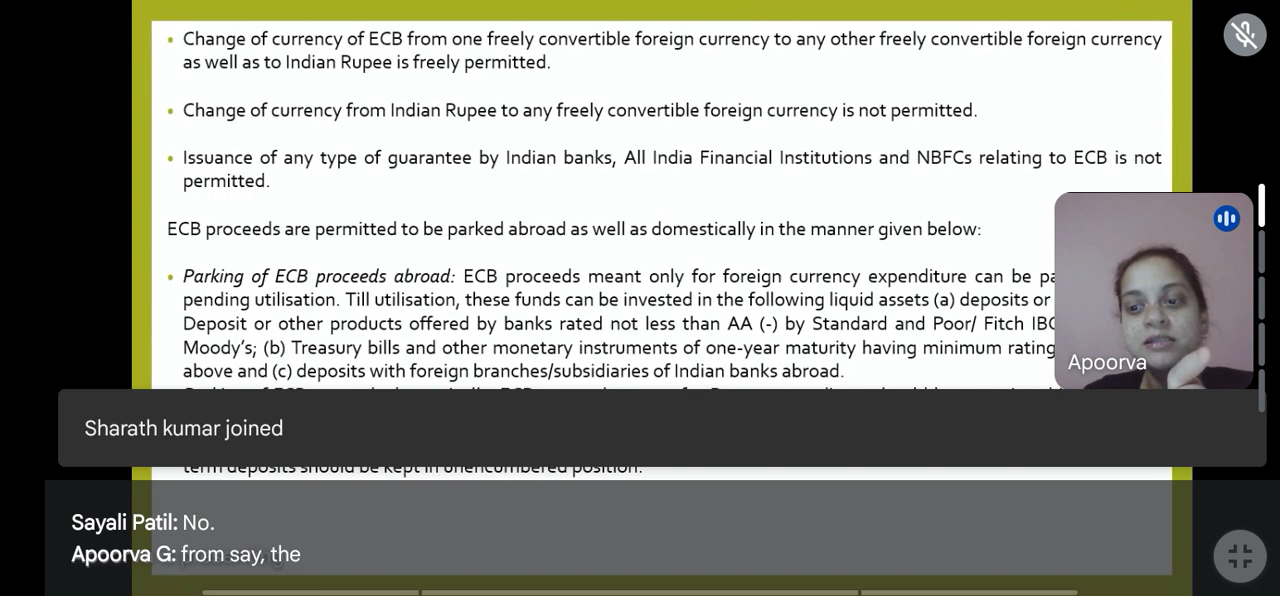 • Change of currency of ECB from one freely convertible foreign currency to any other freely convertible foreign currency
as well as to Indian Rupee is freely permitted.
• Change of currency from Indian Rupee to any freely convertible foreign currency is not permitted.
• Issuance of any type of guarantee by Indian banks, All India Financial Institutions and NBFCs relating to ECB is not
permitted.
ECB proceeds are permitted to be parked abroad as well as domestically in the manner given below:
• Parking of ECB proceeds abroad: ECB proceeds meant only for foreign currency expenditure can be
pending utilisation. Till utilisation, these funds can be invested in the following liquid assets (a) deposits or
Deposit or other products offered by banks rated not less than AA (-) by Standard and Poor/ Fitch
Moody's; (b) Treasury bills and other monetary instruments of one-year maturity having minimum rating
above and (c) deposits with foreign branches/subsidiaries of Indian banks abroad.
term deposits should be kept in unencumbered position.
Apoorva
Sharath kumar joined
Sayali Patil: No.
Apoorva G: from say, the